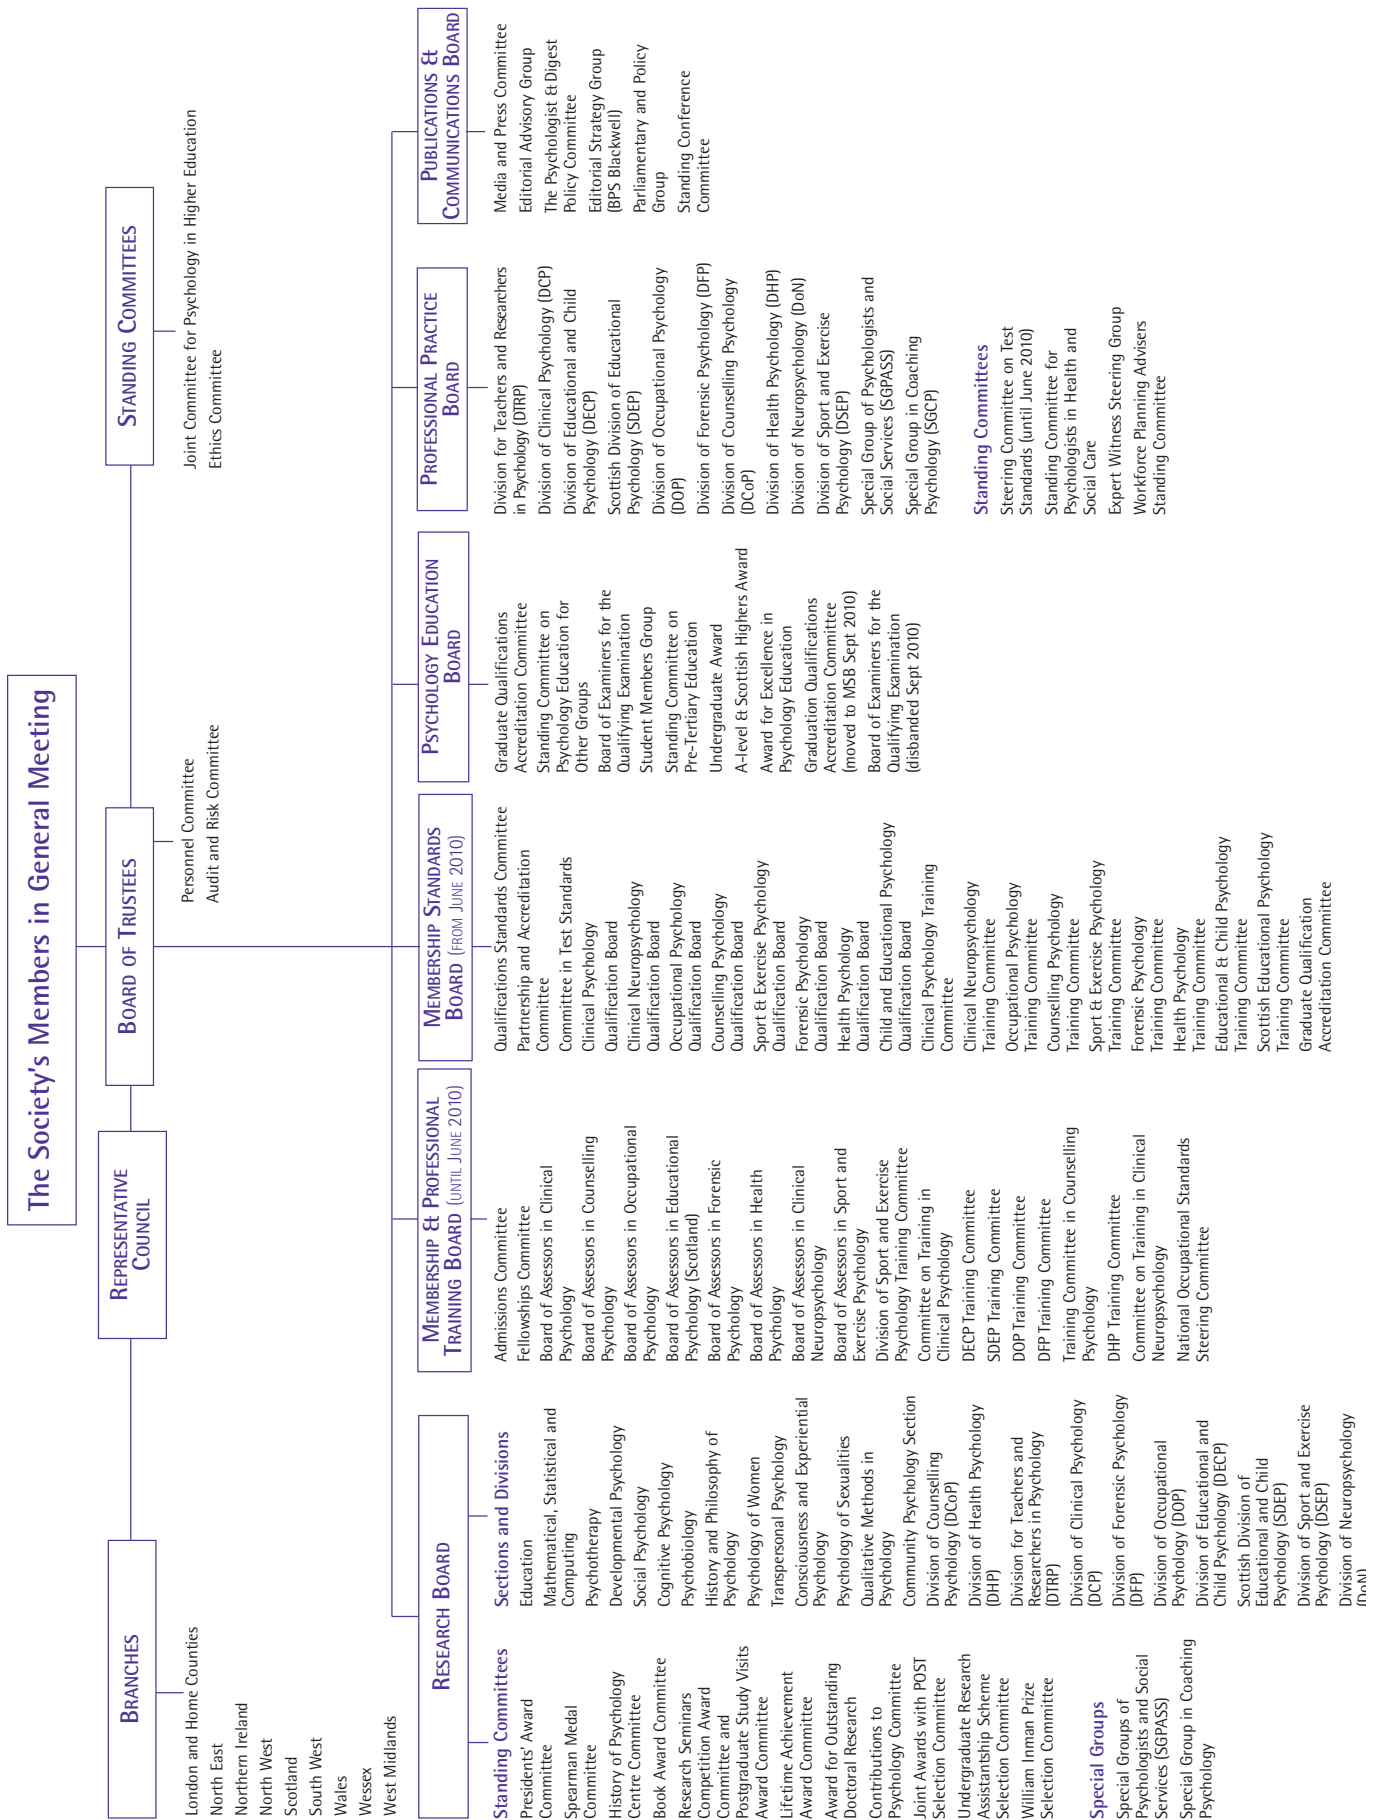 The Society's Members in General Meeting
BRANCHES
London and Home Counties
North East
Northern Ireland
North West
Scotland
South West
Wales
Wessex
West Midlands
REPRESENTATIVE
COUNCIL
BOARD OF TRUSTEES
Personnel Committee
Audit and Risk Committee
STANDING COMMITTEES
Joint Committee for Psychology in Higher Education
Ethics Committee
RESEARCH BOARD
Standing Committees
Presidents' Award
Committee
Spearman Medal
Committee
History of Psychology
Centre Committee
Book Award Committee
Research Seminars
Competition Award
Committee and
Postgraduate Study Visits
Award Committee
Lifetime Achievement
Award Committee
Award for Outstanding
Doctoral Research
Contributions to
Psychology Committee
Joint Awards with POST
Selection Committee
Undergraduate Research
Assistantship Scheme
Selection Committee
William Inman Prize
Selection Committee
Special Groups
Special Groups of
Psychologists and Social
Services (SGPASS)
Special Group in Coaching
Psychology
Sections and Divisions
Education
Mathematical, Statistical and
Computing
Psychotherapy
Developmental Psychology
Social Psychology
Cognitive Psychology
Psychobiology
History and Philosophy of
Psychology
Psychology of Women
Transpersonal Psychology
Consciousness and Experiential
Psychology
Psychology of Sexualities
Qualitative Methods in
Psychology
Community Psychology Section
Division of Counselling
Psychology (DCoP)
Division of Health Psychology
(DHP)
Division for Teachers and
Researchers in Psychology
(DTRP)
Division of Clinical Psychology
(DCP)
Division of Forensic Psychology
(DFP)
Division of Occupational
Psychology (DOP)
Division of Educational and
Child Psychology (DECP)
Scottish Division of
Educational and Child
Psychology (SDEP)
Division of Sport and Exercise
Psychology (DSEP)
Division of Neuropsychology
(DoN)
MEMBERSHIP & PROFESSIONAL
TRAINING BOARD (UNTIL JUNE 2010)
Admissions Committee
Fellowships Committee
Board of Assessors in Clinical
Psychology
Board of Assessors in Counselling
Psychology
Board of Assessors in Occupational
Psychology
Board of Assessors in Educational
Psychology (Scotland)
Board of Assessors in Forensic
Psychology
Board of Assessors in Health
Psychology
Board of Assessors in Clinical
Neuropsychology
Board of Assessors in Sport and
Exercise Psychology
Division of Sport and Exercise
Psychology Training Committee
Committee on Training in
Clinical Psychology
DECP Training Committee
SDEP Training Committee
DOP Training Committee
DFP Training Committee
Training Committee in Counselling
Psychology
DHP Training Committee
Committee on Training in Clinical
Neuropsychology
National Occupational Standards
Steering Committee
MEMBERSHIP STANDARDS
BOARD (FROM JUNE 2010)
Qualifications Standards Committee
Partnership and Accreditation
Committee
Committee in Test Standards
Clinical Psychology
Qualification Board
Clinical Neuropsychology
Qualification Board
Occupational Psychology
Qualification Board
Counselling Psychology
Qualification Board
Sport & Exercise Psychology
Qualification Board
Forensic Psychology
Qualification Board
Health Psychology
Qualification Board
Child and Educational Psychology
Qualification Board
Clinical Psychology Training
Committee
Clinical Neuropsychology
Training Committee
Occupational Psychology
Training Committee
Counselling Psychology
Training Committee
Sport & Exercise Psychology
Training Committee
Forensic Psychology
Training Committee
Health Psychology
Training Committee
Educational & Child Psychology
Training Committee
Scottish Educational Psychology
Training Committee
Graduate Qualification
Accreditation Committee
PSYCHOLOGY EDUCATION
BOARD
Graduate Qualifications
Accreditation Committee
Standing Committee on
Psychology Education for
Other Groups
Board of Examiners for the
Qualifying Examination
Student Members Group
Standing Committee on
Pre-Tertiary Education
Undergraduate Award
A-level & Scottish Highers Award
Award for Excellence in
Psychology Education
Graduation Qualifications
Accreditation Committee
(moved to MSB Sept 2010)
Board of Examiners for the
Qualifying Examination
(disbanded Sept 2010)
PROFESSIONAL PRACTICE
BOARD
Division for Teachers and Researchers
in Psychology (DTRP)
Division of Clinical Psychology (DCP)
Division of Educational and Child
Psychology (DECP)
Scottish Division of Educational
Psychology (SDEP)
Division of Occupational Psychology
(DOP)
Division of Forensic Psychology (DFP)
Division of Counselling Psychology
(DCoP)
Division of Health Psychology (DHP)
Division of Neuropsychology (DoN)
Division of Sport and Exercise
Psychology (DSEP)
Special Group of Psychologists and
Social Services (SGPASS)
Special Group in Coaching
Psychology (SGCP)
Standing Committees
Steering Committee on Test
Standards (until June 2010)
Standing Committee for
Psychologists in Health and
Social Care
Expert Witness Steering Group
Workforce Planning Advisers
Standing Committee
PUBLICATIONS &
COMMUNICATIONS BOARD
Media and Press Committee
Editorial Advisory Group
The Psychologist & Digest
Policy Committee
Editorial Strategy Group
(BPS Blackwell)
Parliamentary and Policy
Group
Standing Conference
Committee